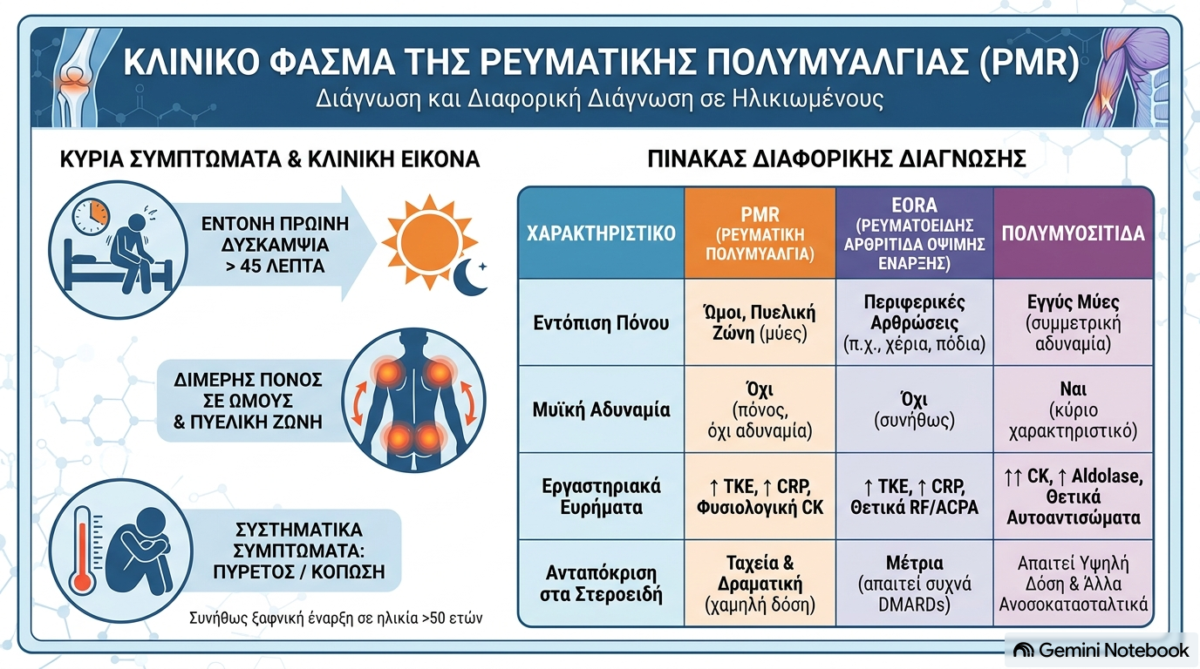 ΚΛΙΝΙΚΟ ΦΑΣΜΑ ΤΗΣ ΡΕΥΜΑΤΙΚΗΣ ΠΟΛΥΜΥΑΛΓΙΑΣ (PMR)
Διάγνωση και Διαφορική Διάγνωση σε Ηλικιωμένους
ΚΥΡΙΑ ΣΥΜΠΤΩΜΑΤΑ & ΚΛΙΝΙΚΗ ΕΙΚΟΝΑ
ΕΝΤΟΝΗ ΠΡΩΙΝΗ
ΔΥΣΚΑΜΨΙΑ
> 45 ΛΕΠΤΑ
ΔΙΜΕΡΗΣ ΠΟΝΟΣ
ΣΕ ΩΜΟΥΣ
& ΠΥΕΛΙΚΗ ΖΩΝΗ
ΣΥΣΤΗΜΑΤΙΚΑ
ΣΥΜΠΤΩΜΑΤΑ:
ΠΥΡΕΤΟΣ / ΚΟΠΩΣΗ
Συνήθως ξαφνική έναρξη σε ηλικία >50 ετών
ΠΙΝΑΚΑΣ ΔΙΑΦΟΡΙΚΗΣ ΔΙΑΓΝΩΣΗΣ
ΧΑΡΑΚΤΗΡΙΣΤΙΚΟ
PMR
(ΡΕΥΜΑΤΙΚΗ
ΠΟΛΥΜΥΑΛΓΙΑ)
EORA
(ΡΕΥΜΑΤΟΕΙΔΗΣ
ΑΡΘΡΙΤΙΔΑ ΟΨΙΜΗΣ
ΕΝΑΡΞΗΣ)
ΠΟΛΥΜΥΟΣΙΤΙΔΑ
Εντόπιση Πόνου
Ώμοι, Πυελική
Ζώνη (μύες)
Περιφερικές
Αρθρώσεις
(π.χ., χέρια, πόδια)
Εγγύς Μύες
(συμμετρική
αδυναμία)
Μυϊκή Αδυναμία
Όχι
(πόνος,
όχι αδυναμία)
Όχι
(συνήθως)
Ναι
(κύριο
χαρακτηριστικό)
Εργαστηριακά
Ευρήματα
↑ ΤΚΕ, ↑ CRP,
Φυσιολογική CK
↑ ΤΚΕ, ↑ CRP,
Θετικά RF/ACPA
↑↑ CK, ↑ Aldolase,
Θετικά
Αυτοαντισώματα
Ανταπόκριση
στα Στεροειδή
Ταχεία &
Δραματική
(χαμηλή δόση)
Μέτρια
(απαιτεί συχνά
DMARDs)
Απαιτεί Υψηλή
Δόση & Άλλα
Ανοσοκατασταλτικά
Gemini Notebook